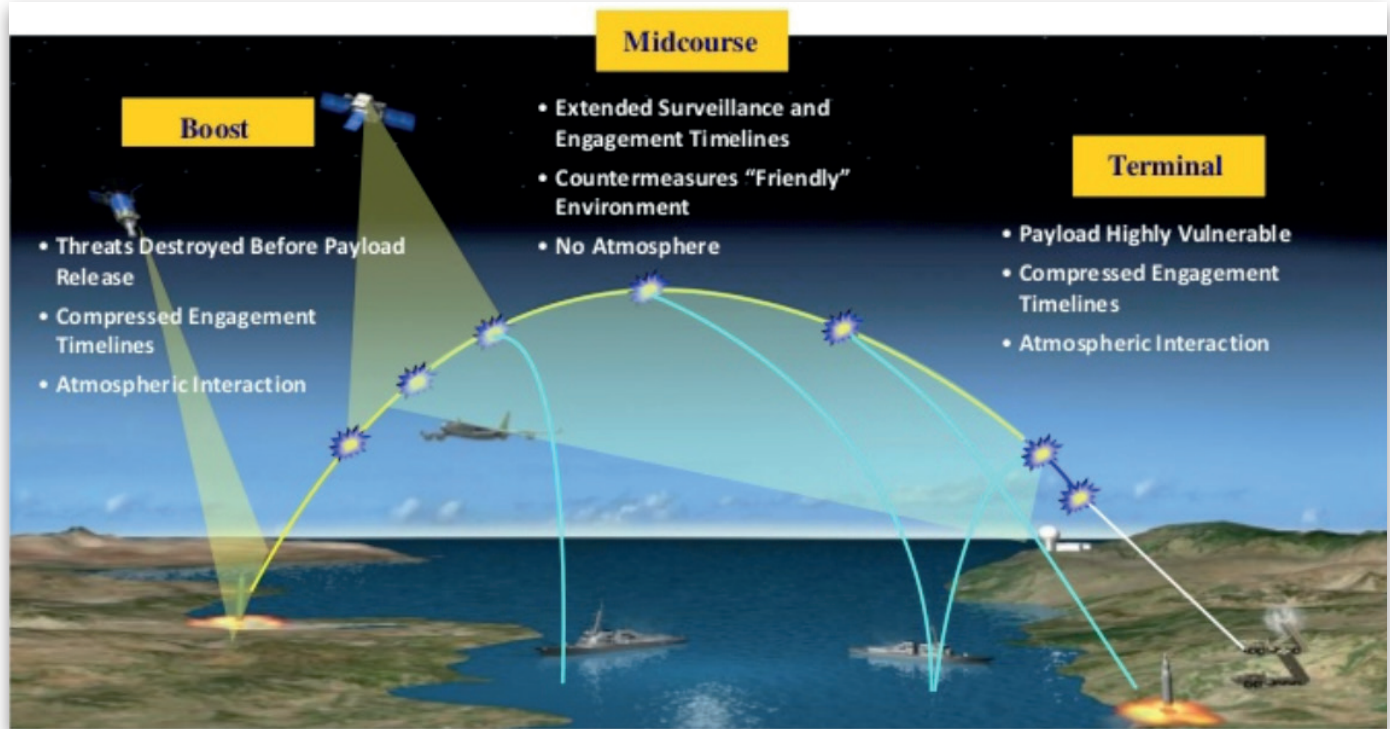 Midcourse
Boost
• Extended Surveillance and
Engagement Timelines
• Countermeasures “Friendly”
Environment
• No Atmosphere
Terminal
• Threats Destroyed Before Payload
Release
• Compressed Engagement
Timelines
• Atmospheric Interaction
• Payload Highly Vulnerable
• Compressed Engagement
Timelines
• Atmospheric Interaction